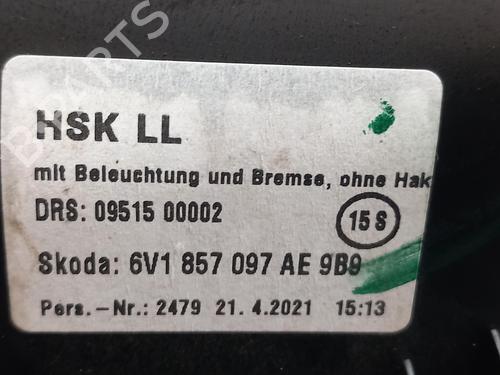 HSK LL
mit Beleuchtung und Bremse, ohne Hak
DRS: 09515 00002
15 S
Skoda: 6V1 857 097 AE 9B9
Pers.-Nr.: 2479 21. 4.2021 15:13